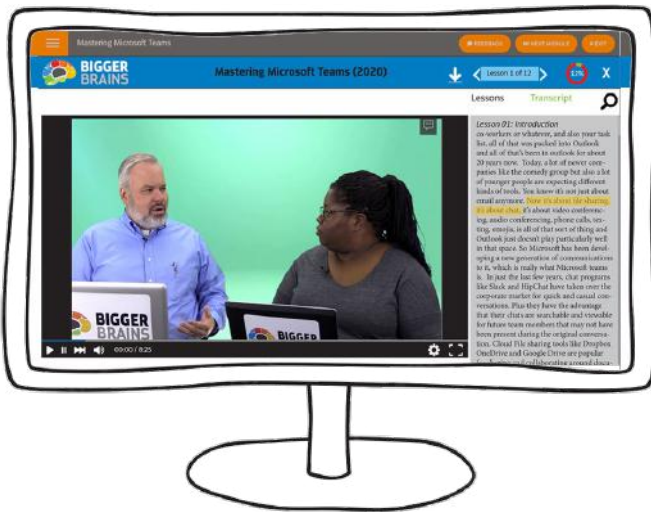 Mastering Microsoft Teams
FEEDBACK
NEXT MODULE
EXIT
BIGGER
BRAINS
Mastering Microsoft Teams (2020)
Lesson 1 of 12
12%
X
Lessons
Transcript
Lesson 01: Introduction
co-workers or whatever, and also your task
list, all of that was packed into Outlook
and all of that's been in outlook for about
20 years now. Today, a lot of newer com-
panies like the comedy group but also a lot
of younger people are expecting different
kinds of tools. You know it's not just about
email anymore. Now it's about file sharing,
it's about chat, it's about video conferenc-
ing, audio conferencing, phone calls, tex-
ting, emojis, is all of that sort of thing and
Outlook just doesn't play particularly well
in that space. So Microsoft has been devel-
oping a new generation of communications
to it, which is really what Microsoft teams
is. In just the last few years, chat programs
like Slack and HipChat have taken over the
corporate market for quick and casual con-
versations. Plus they have the advantage
that their chats are searchable and viewable
for future team members that may not have
been present during the original conversa-
tion. Cloud File sharing tools like Dropbox
OneDrive and Google Drive are popular
for sharing and collaborating around docu-
BIGGER
BRAINS
BIGGER
BRAINS
00:00 / 8:25